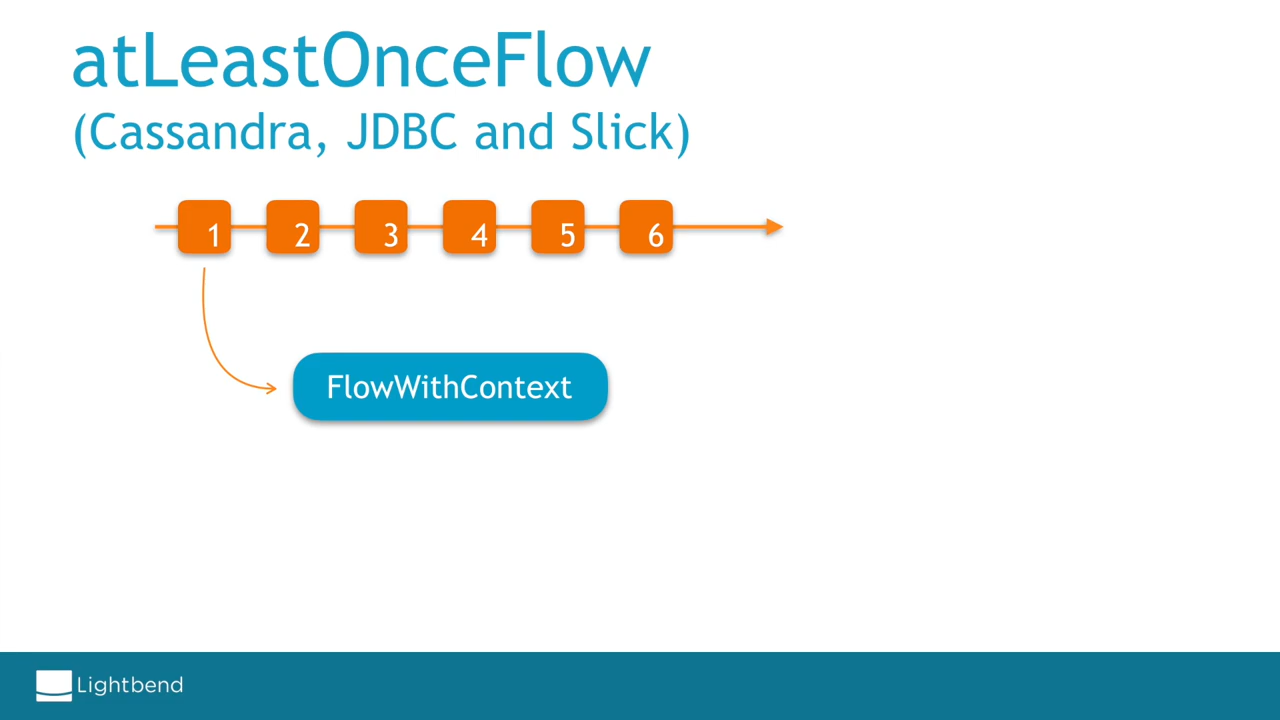 atLeastOnceFlow
(Cassandra, JDBC and Slick)
1 2 3 4 5 6
FlowWithContext
Lightbend